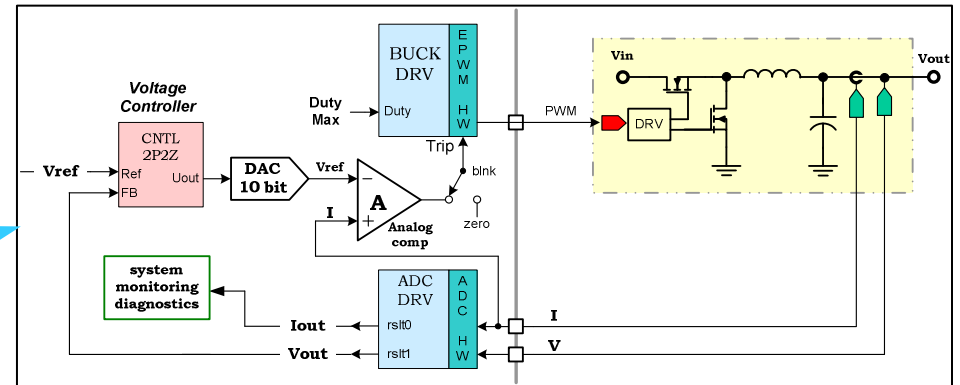 Voltage
Controller
CNTL
2P2Z
Ref
FB
Uout
Vref
DAC
10 bit
Vref
I
A
Analog
comp
Duty
Max
BUCK
DRV
Duty
E
P
W
M
H
W
Trip
blnk
zero
PWM
Vin
Vout
DRV
system
monitoring
diagnostics
Iout
Vout
ADC
DRV
rslt0
rslt1
A
D
C
H
W
I
V
−
+